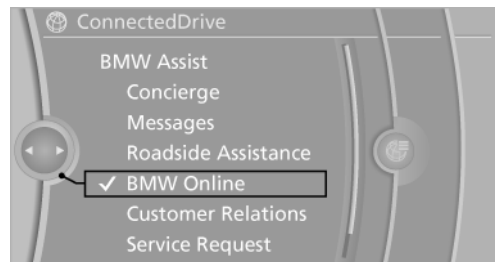 ConnectedDrive
BMW Assist
Concierge
Messages
Roadside Assistance
✓ BMW Online
Customer Relations
Service Request